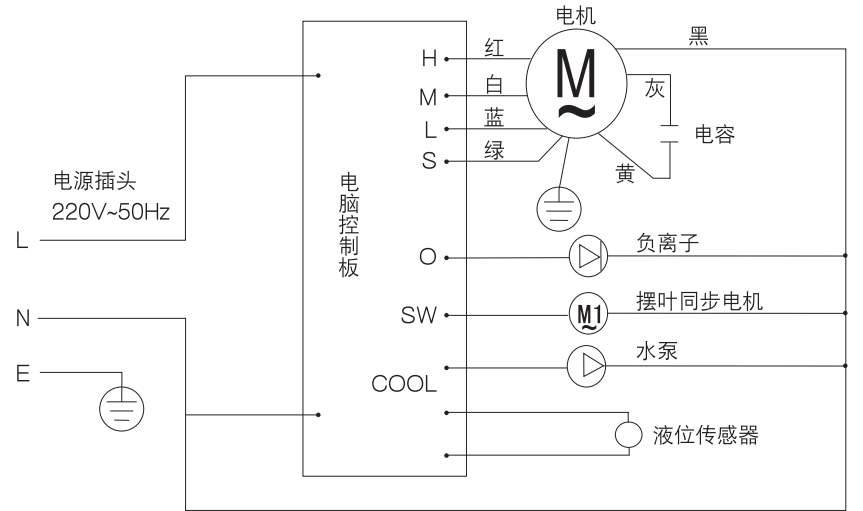 电机
H
红
黑
M
灰
M
白
L
蓝
电容
S
绿
黄
电源插头
220V~50Hz
电脑控制板
L
O
负离子
N
SW
M1
摆叶同步电机
E
COOL
水泵
液位传感器